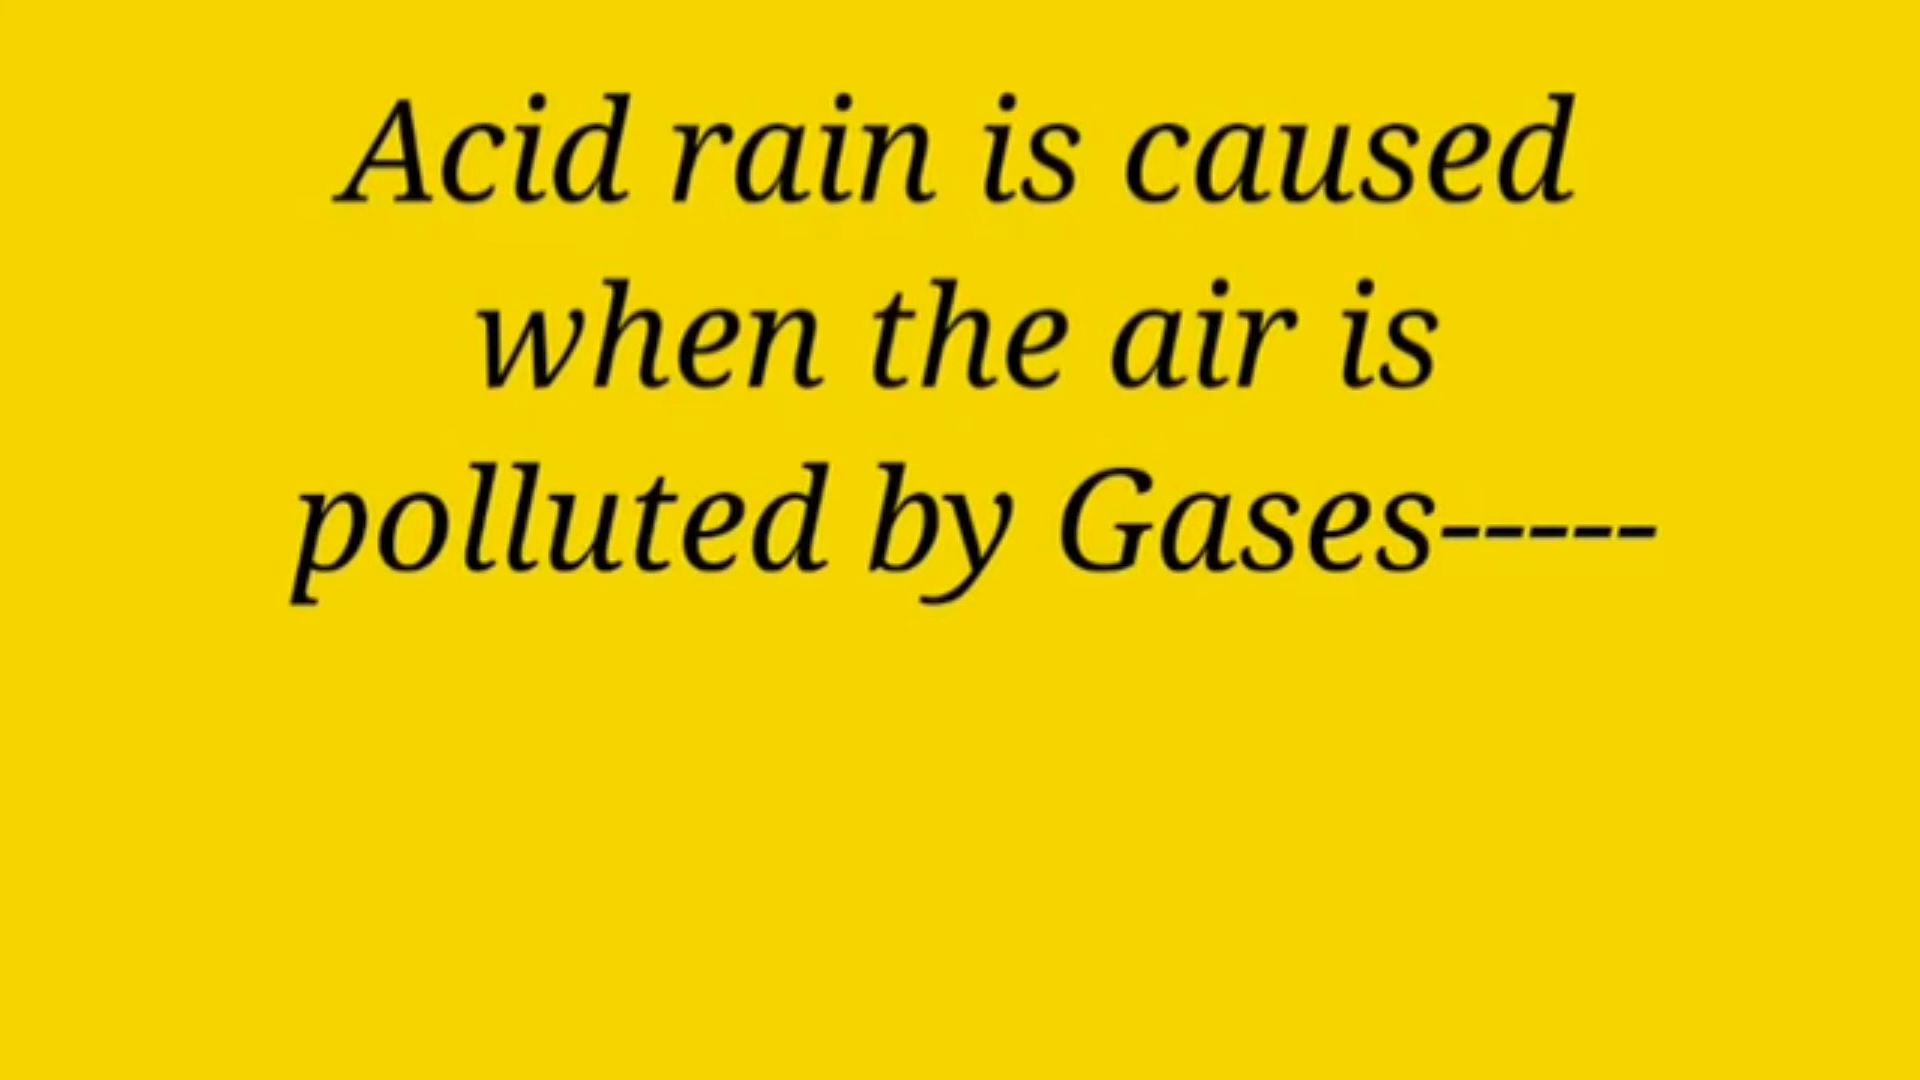 Acid rain is caused
when the air is
polluted by Gases-----